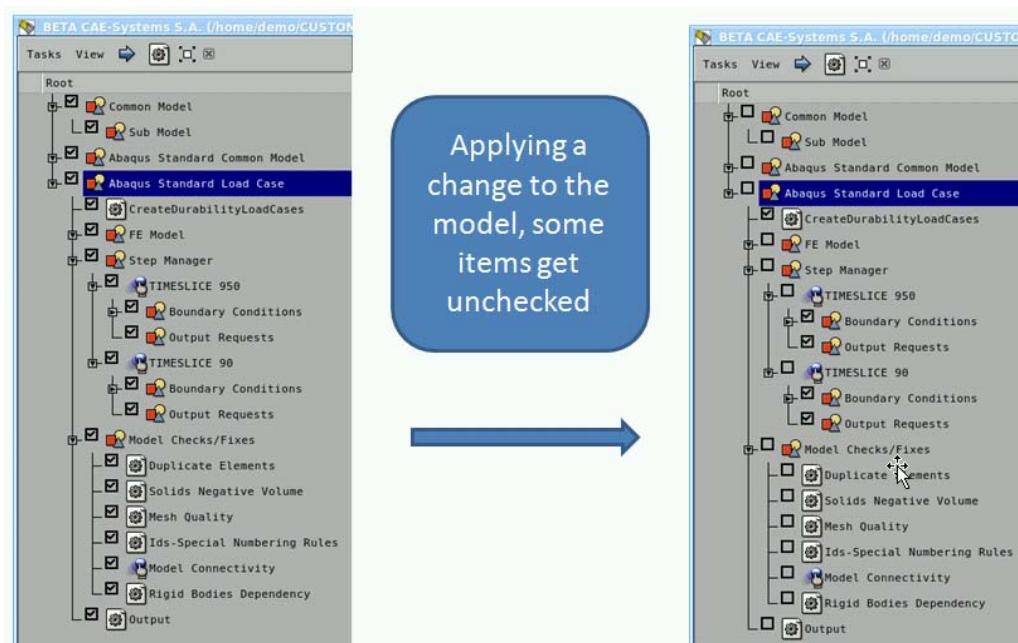 BETA CAE-Systems S.A. (/home/demo/CUSTOM
Tasks View
Root
Common Model
Sub Model
Abaqus Standard Common Model
Abaqus Standard Load Case
CreateDurabilityLoadCases
FE Model
Step Manager
TIMESLICE 950
Boundary Conditions
Output Requests
TIMESLICE 90
Boundary Conditions
Output Requests
Model Checks/Fixes
Duplicate Elements
Solids Negative Volume
Mesh Quality
Ids-Special Numbering Rules
Model Connectivity
Rigid Bodies Dependency
Output
Applying a
change to the
model, some
items get
unchecked
BETA CAE-Systems S.A. (/home/demo/CUSTO
Tasks View
Root
Common Model
Sub Model
Abaqus Standard Common Model
Abaqus Standard Load Case
CreateDurabilityLoadCases
FE Model
Step Manager
TIMESLICE 950
Boundary Conditions
Output Requests
TIMESLICE 90
Boundary Conditions
Output Requests
Model Checks/Fixes
Duplicate Elements
Solids Negative Volume
Mesh Quality
Ids-Special Numbering Rules
Model Connectivity
Rigid Bodies Dependency
Output